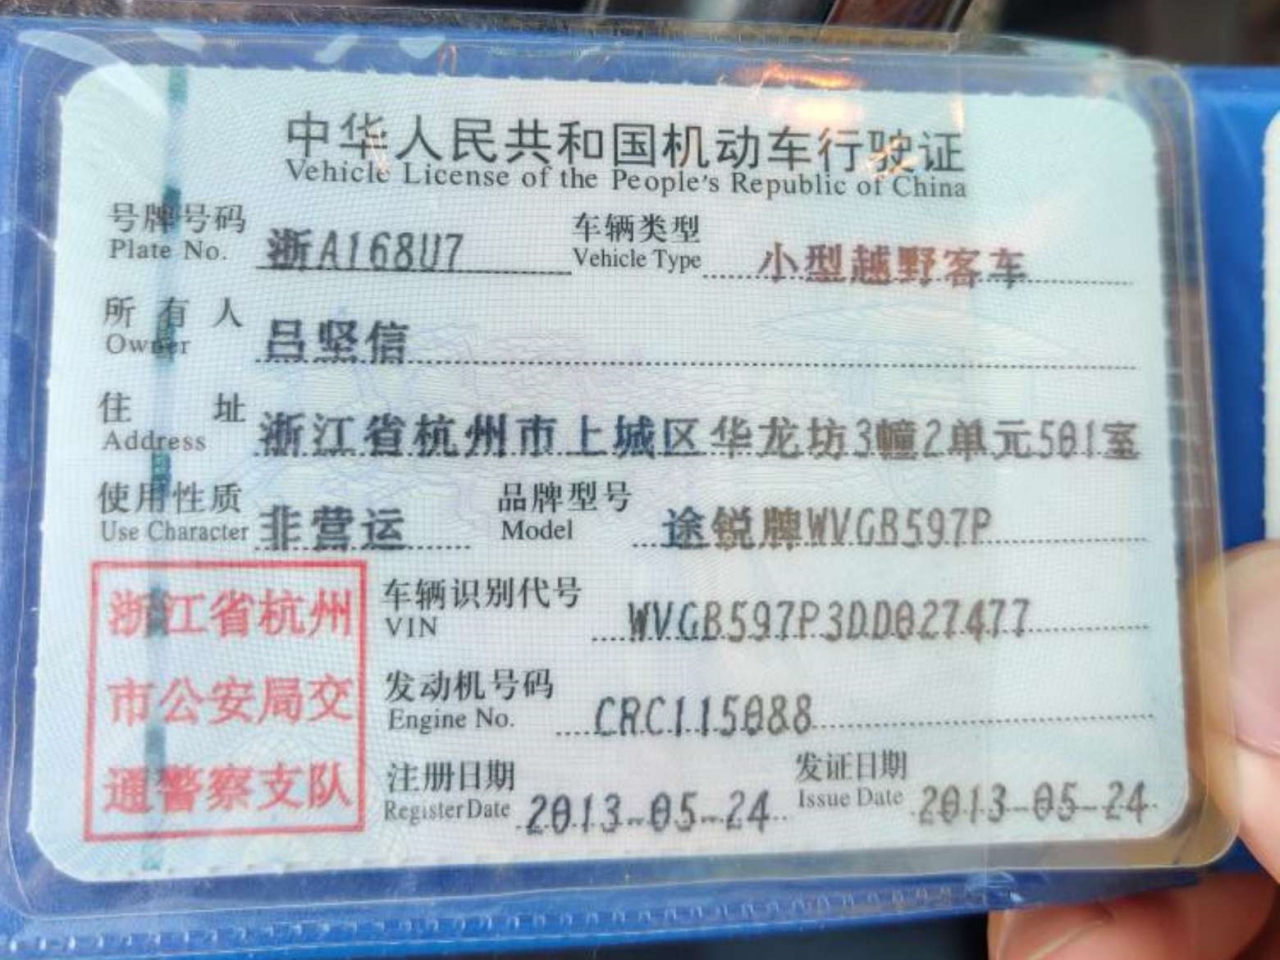 中华人民共和国机动车行驶证
Vehicle License of the People's Republic of China
号牌号码 浙A168U7 车辆类型 小型越野客车
Plate No. Vehicle Type
所有人 吕坚信
Owner
住址 浙江省杭州市上城区华龙坊3幢2单元501室
Address
使用性质 非营运 品牌型号 途锐牌WVGB597P
Use Character Model
浙江省杭州
市公安局交
通警察支队
车辆识别代号 WVGB597P3DD027477
VIN
发动机号码 CRC115088
Engine No.
注册日期 2013-05-24 发证日期 2013-05-24
Register Date Issue Date